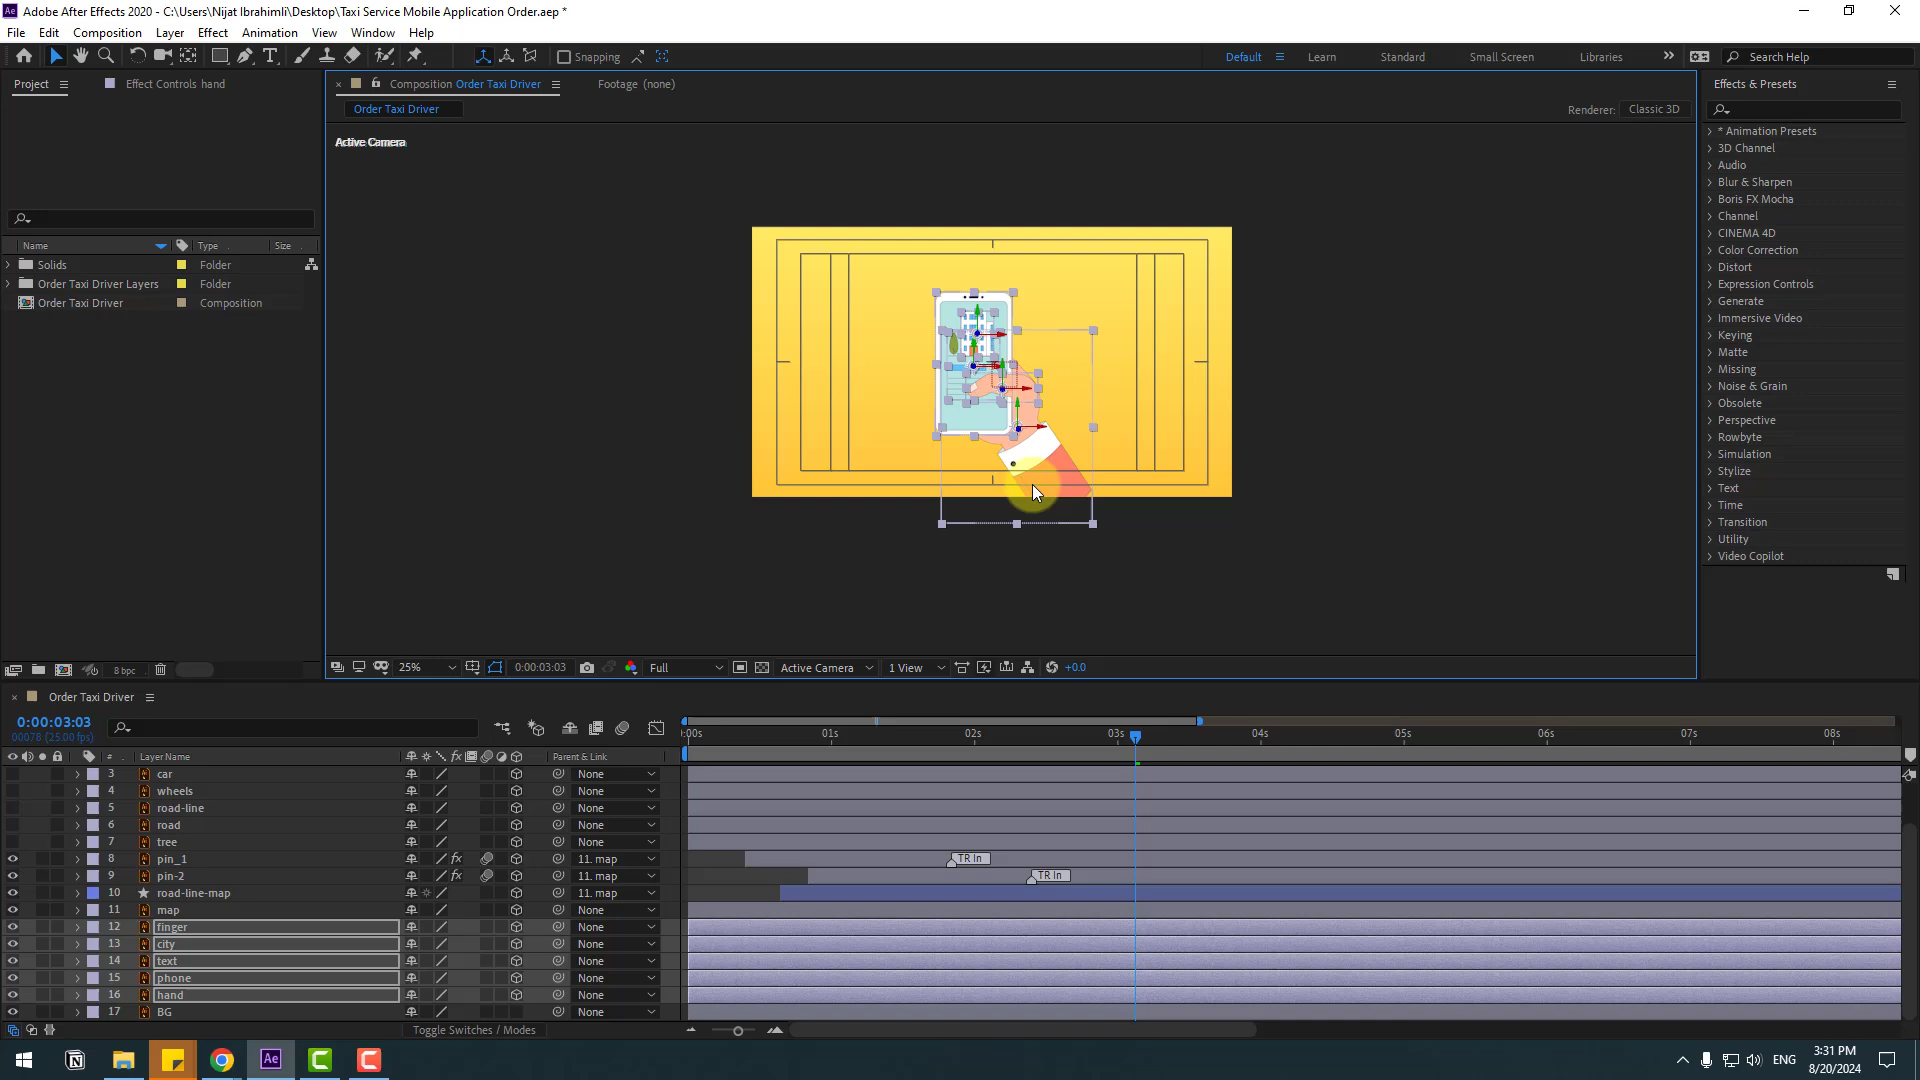 Adobe After Effects 2020 - C:\Users\Nijat Ibrahimli\Desktop\Taxi Service Mobile Application Order.aep *
File Edit Composition Layer Effect Animation View Window Help
Snapping
Default Learn Standard Small Screen Libraries Search Help
Project Effect Controls hand
Composition Order Taxi Driver Footage (none)
Effects & Presets
Order Taxi Driver
Renderer: Classic 3D
Active Camera
* Animation Presets
3D Channel
Audio
Blur & Sharpen
Boris FX Mocha
Channel
CINEMA 4D
Color Correction
Distort
Expression Controls
Generate
Immersive Video
Keying
Matte
Missing
Noise & Grain
Obsolete
Perspective
Rowbyte
Simulation
Stylize
Text
Time
Transition
Utility
Video Copilot
Name Type Size
Solids Folder
Order Taxi Driver Layers Folder
Order Taxi Driver Composition
8 bpc
25% 0:00:03:03 Full Active Camera 1 View +0.0
Order Taxi Driver
0:00:03:03
00078 (25.00 fps)
:00s 01s 02s 03s 04s 05s 06s 07s 08s
# Layer Name Parent & Link
3 car None
4 wheels None
5 road-line None
6 road None
7 tree None
8 pin_1 11. map TR In
9 pin-2 11. map TR In
10 road-line-map 11. map
11 map None
12 finger None
13 city None
14 text None
15 phone None
16 hand None
17 BG None
Toggle Switches / Modes
ENG
3:31 PM
8/20/2024